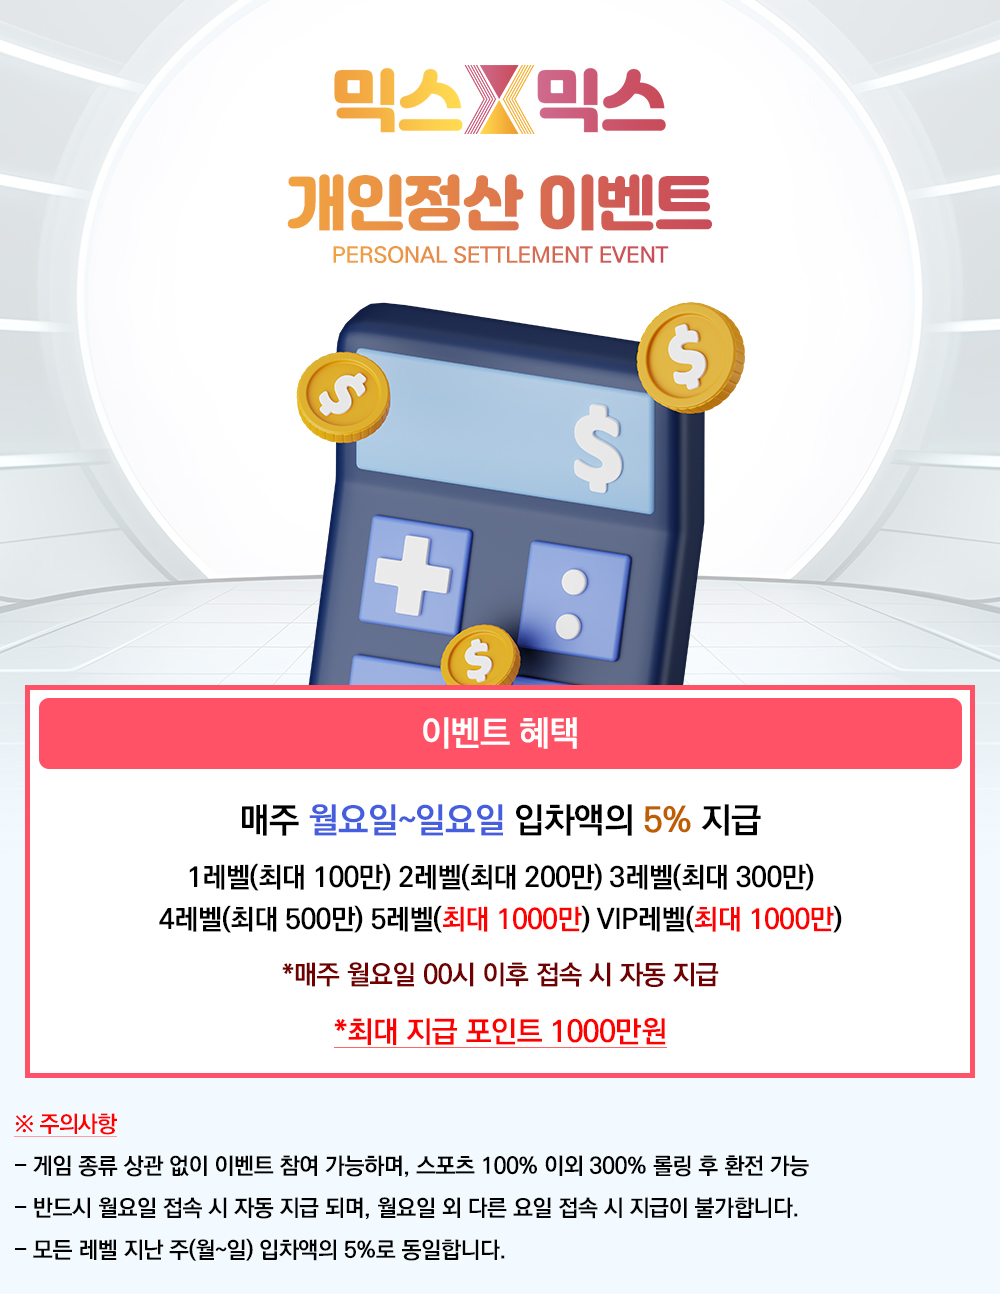 믹스 믹스
개인정산 이벤트
PERSONAL SETTLEMENT EVENT
$
$
$
$
이벤트 혜택
매주 월요일~일요일 입차액의 5% 지급
1레벨(최대 100만) 2레벨(최대 200만) 3레벨(최대 300만)
4레벨(최대 500만) 5레벨(최대 1000만) VIP레벨(최대 1000만)
*매주 월요일 00시 이후 접속 시 자동 지급
*최대 지급 포인트 1000만원
※ 주의사항
- 게임 종류 상관 없이 이벤트 참여 가능하며, 스포츠 100% 이외 300% 롤링 후 환전 가능
- 반드시 월요일 접속 시 자동 지급 되며, 월요일 외 다른 요일 접속 시 지급이 불가합니다.
- 모든 레벨 지난 주(월~일) 입차액의 5%로 동일합니다.